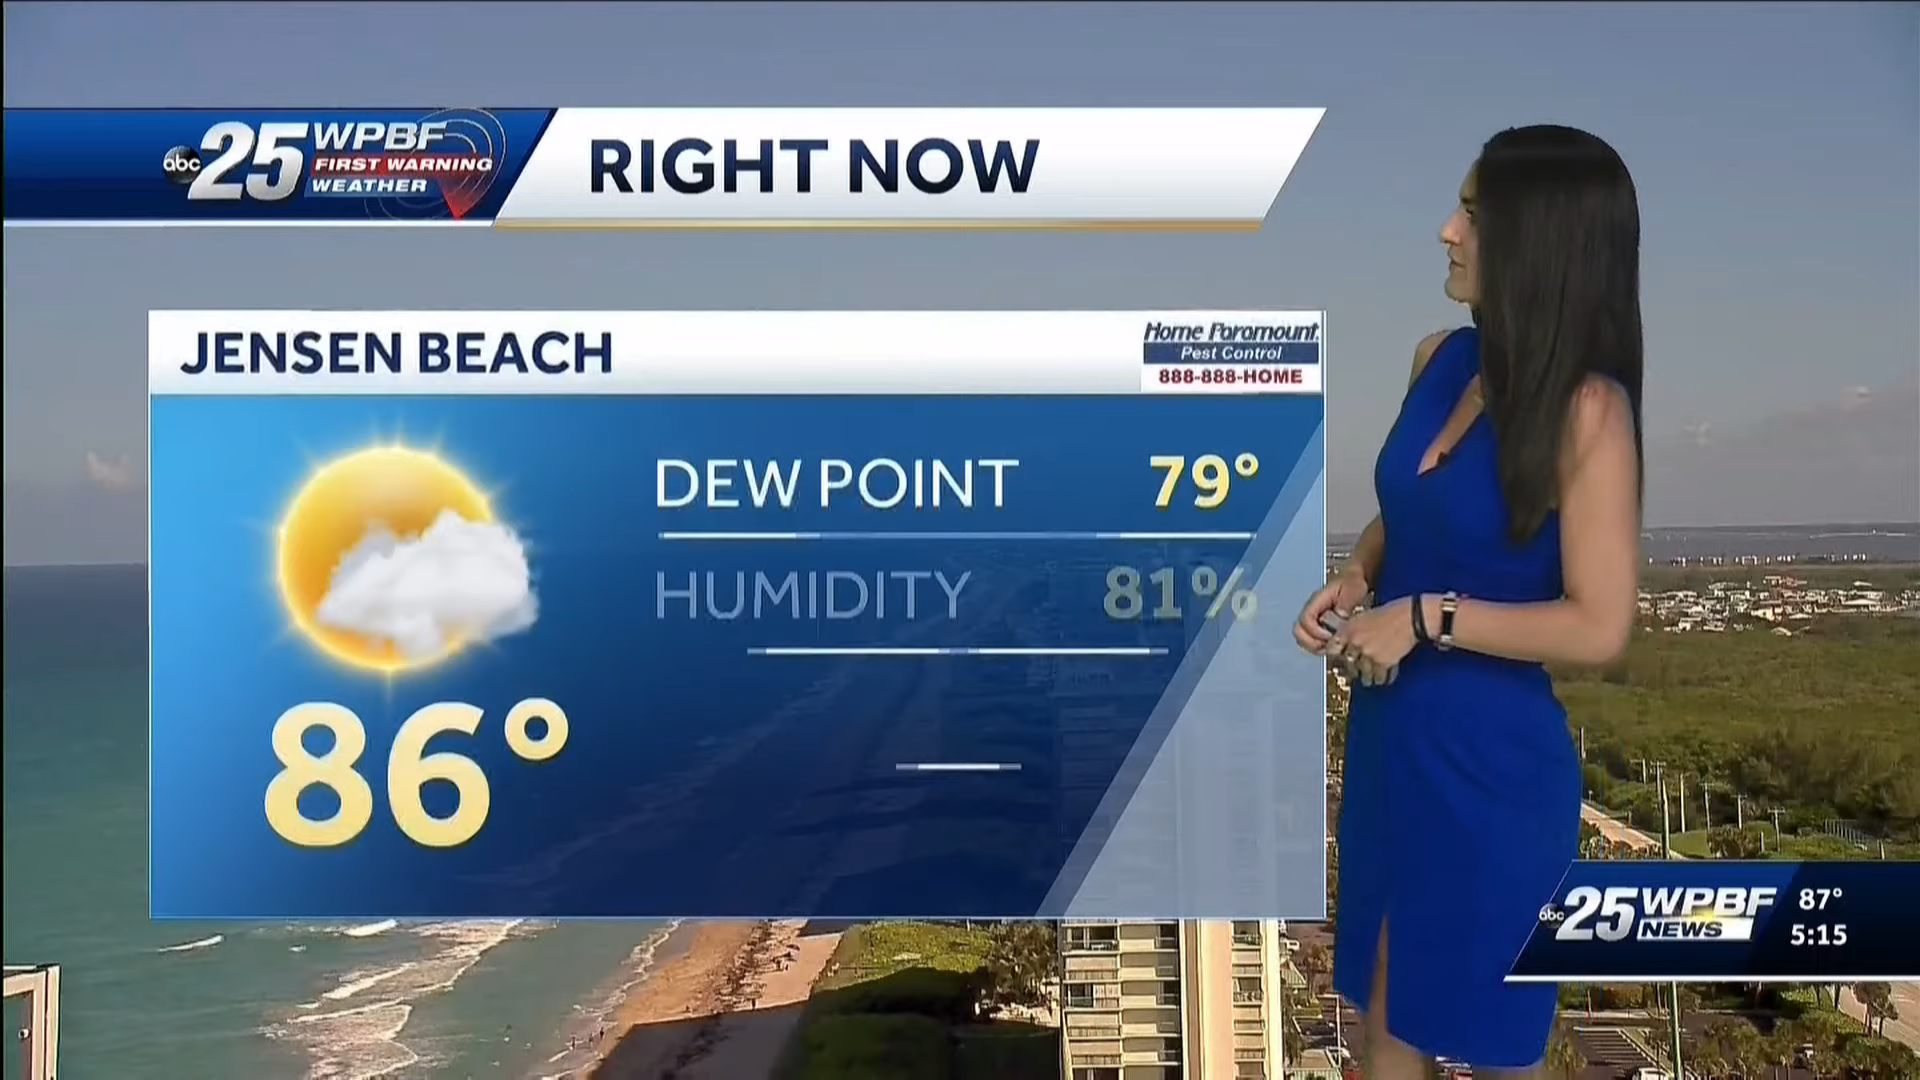 abc 25 WPBF
FIRST WARNING
WEATHER
RIGHT NOW
JENSEN BEACH
Home Paramount
Pest Control
888-888-HOME
DEW POINT 79°
HUMIDITY 81%
86°
abc 25 WPBF
NEWS
87°
5:15